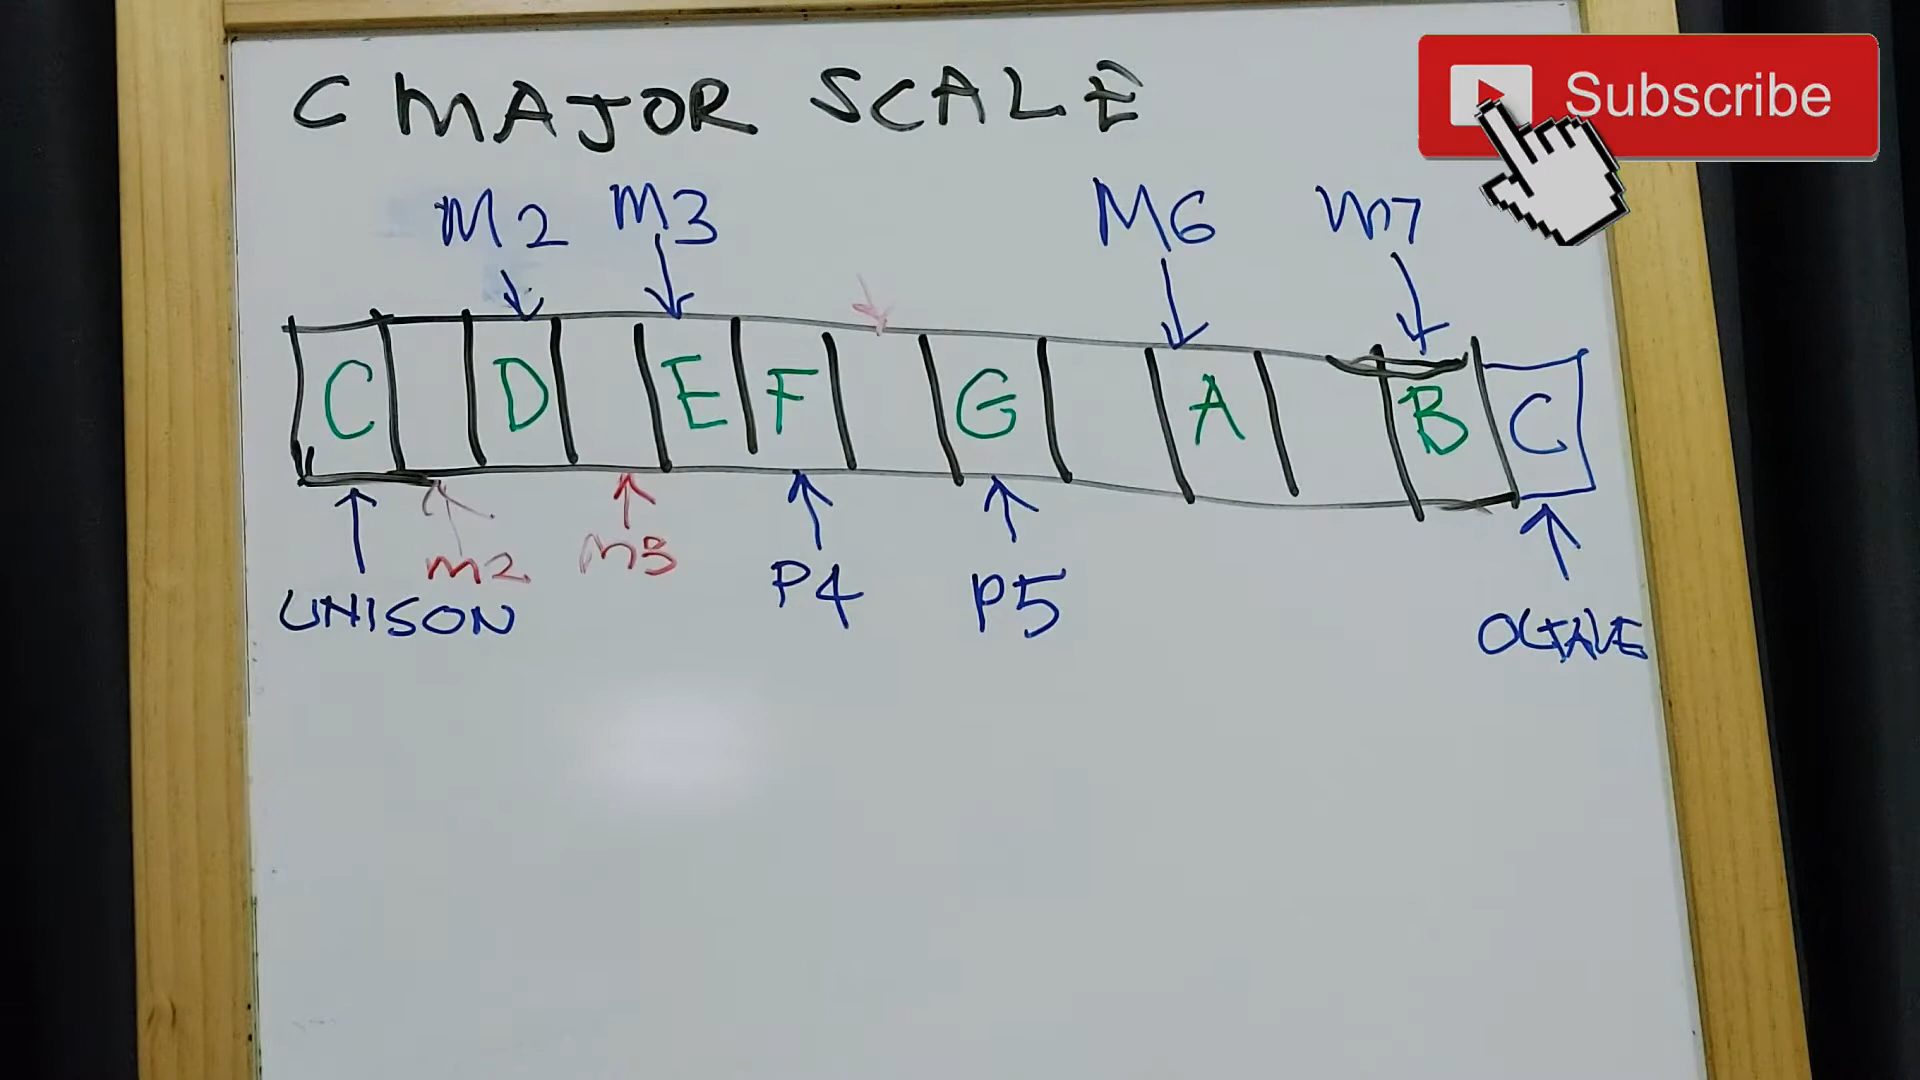 C MAJOR SCALE
Subscribe
M2 M3 M6 M7
C D E F G A B C
m2 m3 P4 P5
UNISON OCTAVE